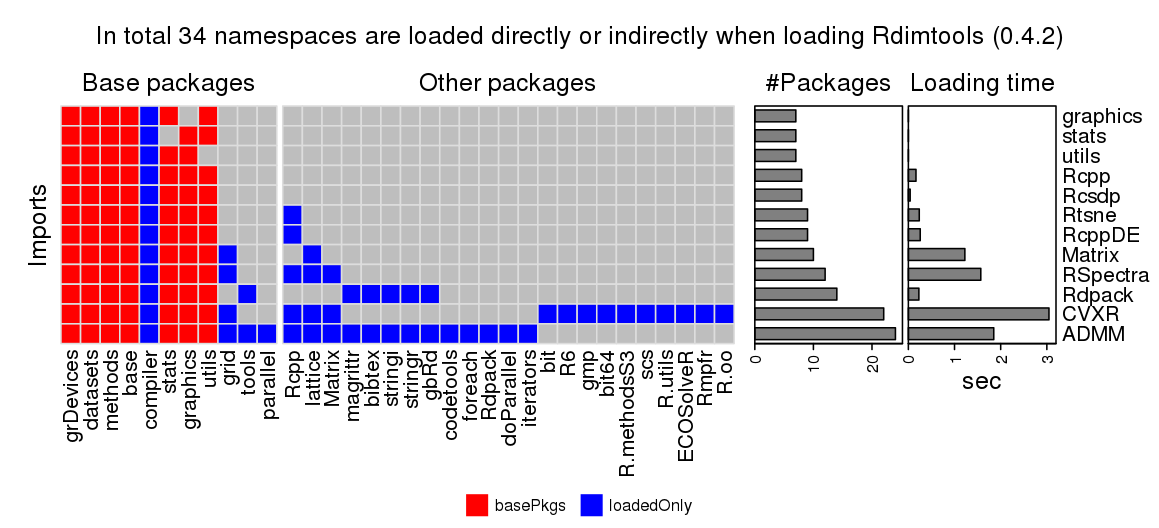 In total 34 namespaces are loaded directly or indirectly when loading Rdimtools (0.4.2)
Base packages
Other packages
#Packages
Loading time
Imports
graphics
stats
utils
Rcpp
Rcsdp
Rtsne
RcppDE
Matrix
RSpectra
Rdpack
CVXR
ADMM
grDevices
datasets
methods
base
compiler
stats
graphics
utils
grid
tools
parallel
Rcpp
lattice
Matrix
magrittr
bibtex
stringi
stringr
gbRd
codetools
foreach
Rdpack
doParallel
iterators
bit
R6
gmp
bit64
R.methodsS3
scs
R.utils
ECOSolveR
Rmpfr
R.oo
0
10
20
0
1
2
3
sec
basePkgs
loadedOnly